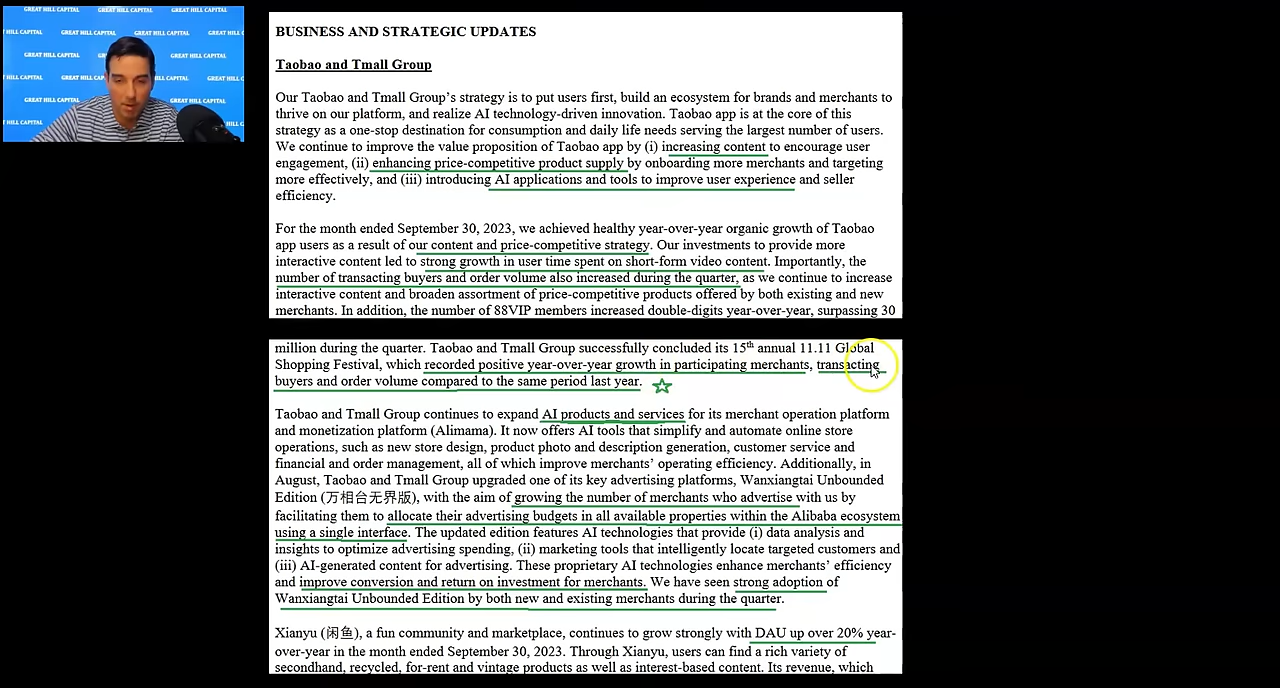 GREAT HILL CAPITAL
BUSINESS AND STRATEGIC UPDATES
Taobao and Tmall Group
Our Taobao and Tmall Group's strategy is to put users first, build an ecosystem for brands and merchants to
thrive on our platform, and realize AI technology-driven innovation. Taobao app is at the core of this
strategy as a one-stop destination for consumption and daily life needs serving the largest number of users.
We continue to improve the value proposition of Taobao app by (i) increasing content to encourage user
engagement, (ii) enhancing price-competitive product supply by onboarding more merchants and targeting
more effectively, and (iii) introducing AI applications and tools to improve user experience and seller
efficiency.
For the month ended September 30, 2023, we achieved healthy year-over-year organic growth of Taobao
app users as a result of our content and price-competitive strategy. Our investments to provide more
interactive content led to strong growth in user time spent on short-form video content. Importantly, the
number of transacting buyers and order volume also increased during the quarter, as we continue to increase
interactive content and broaden assortment of price-competitive products offered by both existing and new
merchants. In addition, the number of 88VIP members increased double-digits year-over-year, surpassing 30
million during the quarter. Taobao and Tmall Group successfully concluded its 15th annual 11.11 Global
Shopping Festival, which recorded positive year-over-year growth in participating merchants, transacting
buyers and order volume compared to the same period last year.
Taobao and Tmall Group continues to expand AI products and services for its merchant operation platform
and monetization platform (Alimama). It now offers AI tools that simplify and automate online store
operations, such as new store design, product photo and description generation, customer service and
financial and order management, all of which improve merchants' operating efficiency. Additionally, in
August, Taobao and Tmall Group upgraded one of its key advertising platforms, Wanxiangtai Unbounded
Edition (万相台无界版), with the aim of growing the number of merchants who advertise with us by
facilitating them to allocate their advertising budgets in all available properties within the Alibaba ecosystem
using a single interface. The updated edition features AI technologies that provide (i) data analysis and
insights to optimize advertising spending, (ii) marketing tools that intelligently locate targeted customers and
(iii) AI-generated content for advertising. These proprietary AI technologies enhance merchants' efficiency
and improve conversion and return on investment for merchants. We have seen strong adoption of
Wanxiangtai Unbounded Edition by both new and existing merchants during the quarter.
Xianyu (闲鱼), a fun community and marketplace, continues to grow strongly with DAU up over 20% year-
over-year in the month ended September 30, 2023. Through Xianyu, users can find a rich variety of
secondhand, recycled, for-rent and vintage products as well as interest-based content. Its revenue, which